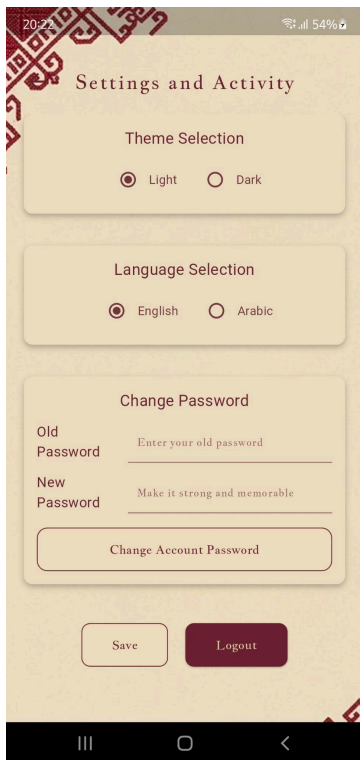 20:22
54%
Settings and Activity
Theme Selection
Light Dark
Language Selection
English Arabic
Change Password
Old
Password
Enter your old password
New
Password
Make it strong and memorable
Change Account Password
Save Logout